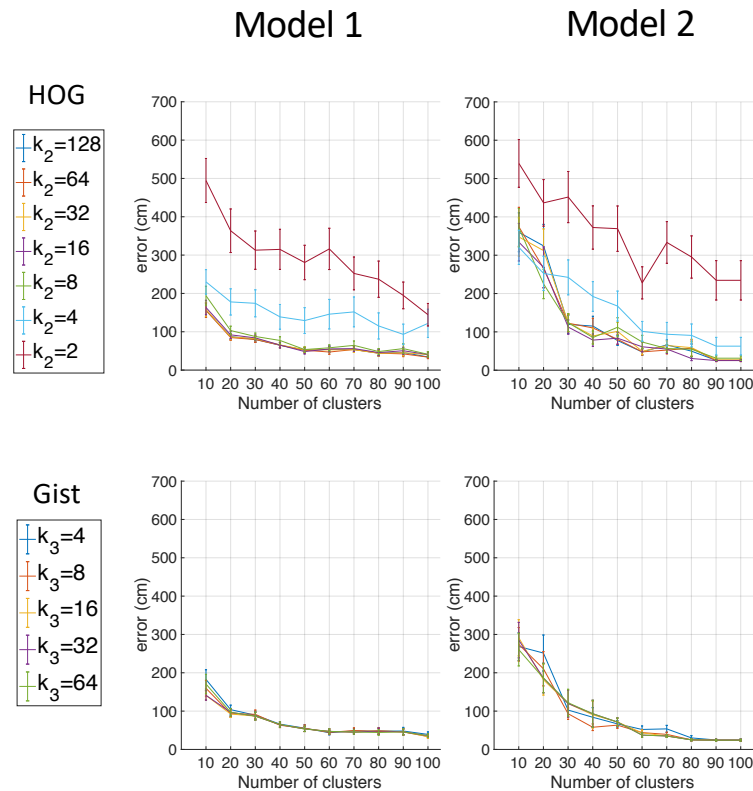 Model 1
Model 2
HOG
k2=128
k2=64
k2=32
k2=16
k2=8
k2=4
k2=2
700
600
500
400
300
200
100
0
error (cm)
10 20 30 40 50 60 70 80 90 100
Number of clusters
700
600
500
400
300
200
100
0
error (cm)
10 20 30 40 50 60 70 80 90 100
Number of clusters
Gist
k3=4
k3=8
k3=16
k3=32
k3=64
700
600
500
400
300
200
100
0
error (cm)
10 20 30 40 50 60 70 80 90 100
Number of clusters
700
600
500
400
300
200
100
0
error (cm)
10 20 30 40 50 60 70 80 90 100
Number of clusters